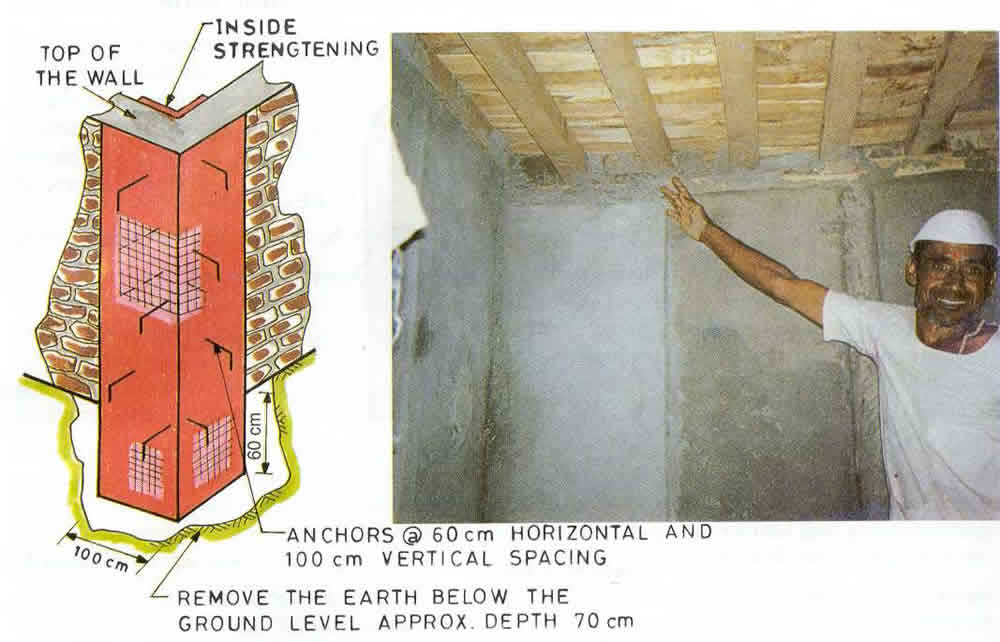 INSIDE
STRENGTENING
TOP OF
THE WALL
60 cm
100 cm
ANCHORS @ 60 cm HORIZONTAL AND
100 cm VERTICAL SPACING
REMOVE THE EARTH BELOW THE
GROUND LEVEL APPROX. DEPTH 70 cm